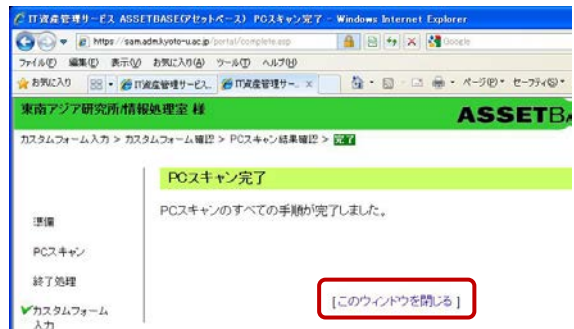 IT資産管理サービス ASSETBASE(アセットベース) PCスキャン完了 - Windows Internet Explorer
https://sam.adm.kyoto-u.ac.jp/portal/complete.asp
Google
ファイル(F) 編集(E) 表示(V) お気に入り(A) ツール(T) ヘルプ(H)
お気に入り IT資産管理サービス... IT資産管理サー... ページ(P) セーフティ(S)
東南アジア研究所/情報処理室 様
ASSETBA
カスタムフォーム入力 > カスタムフォーム確認 > PCスキャン結果確認 > 完了
PCスキャン完了
PCスキャンのすべての手順が完了しました。
準備
PCスキャン
終了処理
カスタムフォーム
入力
[このウィンドウを閉じる]